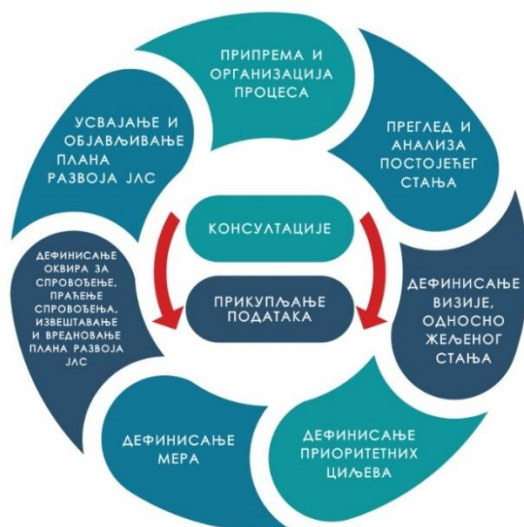 ПРИПРЕМА И
ОРГАНИЗАЦИЈА
ПРОЦЕСА
ПРЕГЛЕД И
АНАЛИЗА
ПОСТОЈЕЋЕГ
СТАЊА
ДЕФИНИСАЊЕ
ВИЗИЈЕ,
ОДНОСНО
ЖЕЉЕНОГ
СТАЊА
ДЕФИНИСАЊЕ
ПРИОРИТЕТНИХ
ЦИЉЕВА
ДЕФИНИСАЊЕ
МЕРА
ДЕФИНИСАЊЕ
ОКВИРА ЗА
СПРОВОЂЕЊЕ,
ПРАЋЕЊЕ
СПРОВОЂЕЊА,
ИЗВЕШТАВАЊЕ
И ВРЕДНОВАЊЕ
ПЛАНА РАЗВОЈА
ЈЛС
УСВАЈАЊЕ И
ОБЈАВЉИВАЊЕ
ПЛАНА
РАЗВОЈА ЈЛС
КОНСУЛТАЦИЈЕ
ПРИКУПЉАЊЕ
ПОДАТАКА